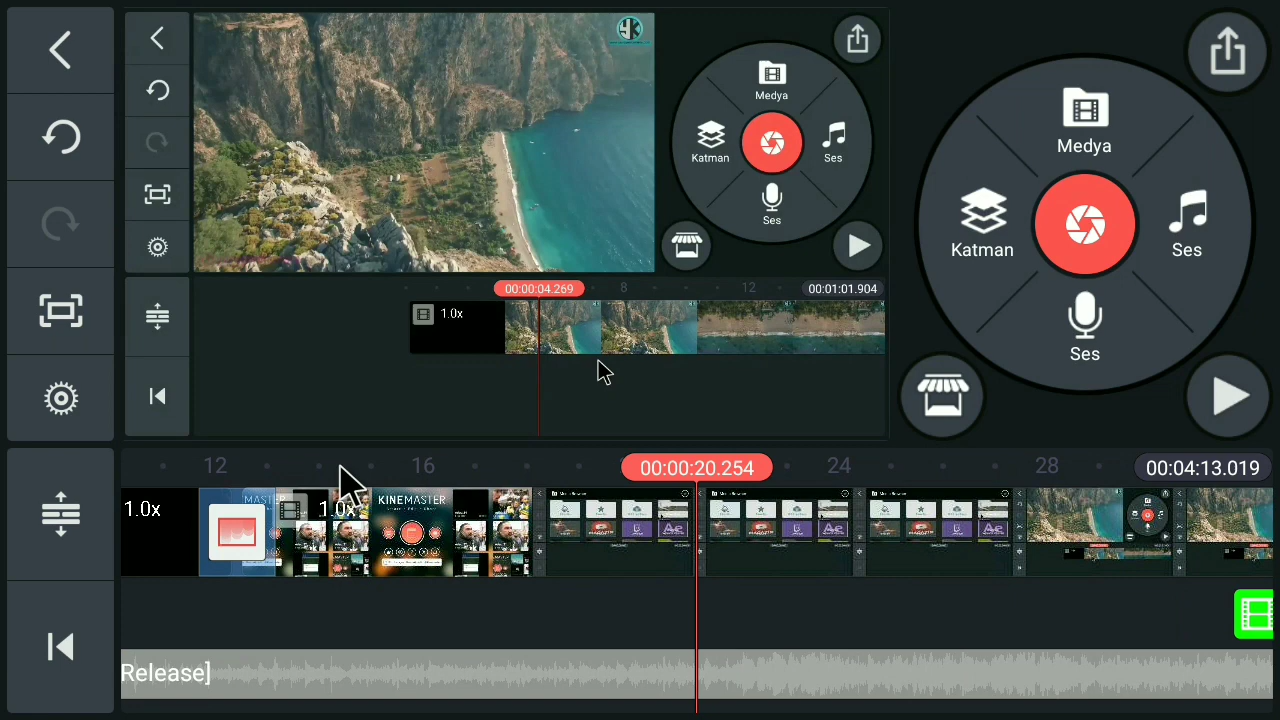 Medya
Katman
Ses
Ses
00:00:04.269
8
12
00:01:01.904
1.0x
Medya
Katman
Ses
Ses
12
16
00:00:20.254
24
28
00:04:13.019
1.0x
1.0x
KINEMASTER
Release]